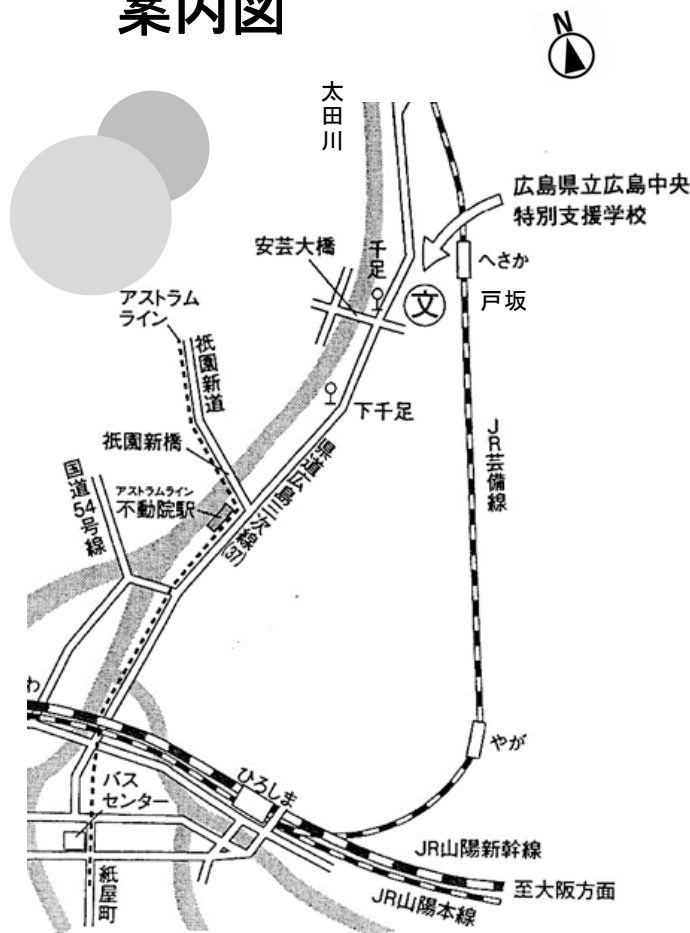 案内図
N
太田川
広島県立広島中央
特別支援学校
安芸大橋
千足
へさか
文
戸坂
アストラム
ライン
祇園新道
下千足
祇園新橋
県道広島三次線(37)
JR芸備線
国道54号線
アストラムライン
不動院駅
わ
やが
ひろしま
バス
センター
JR山陽新幹線
至大阪方面
JR山陽本線
紙屋町